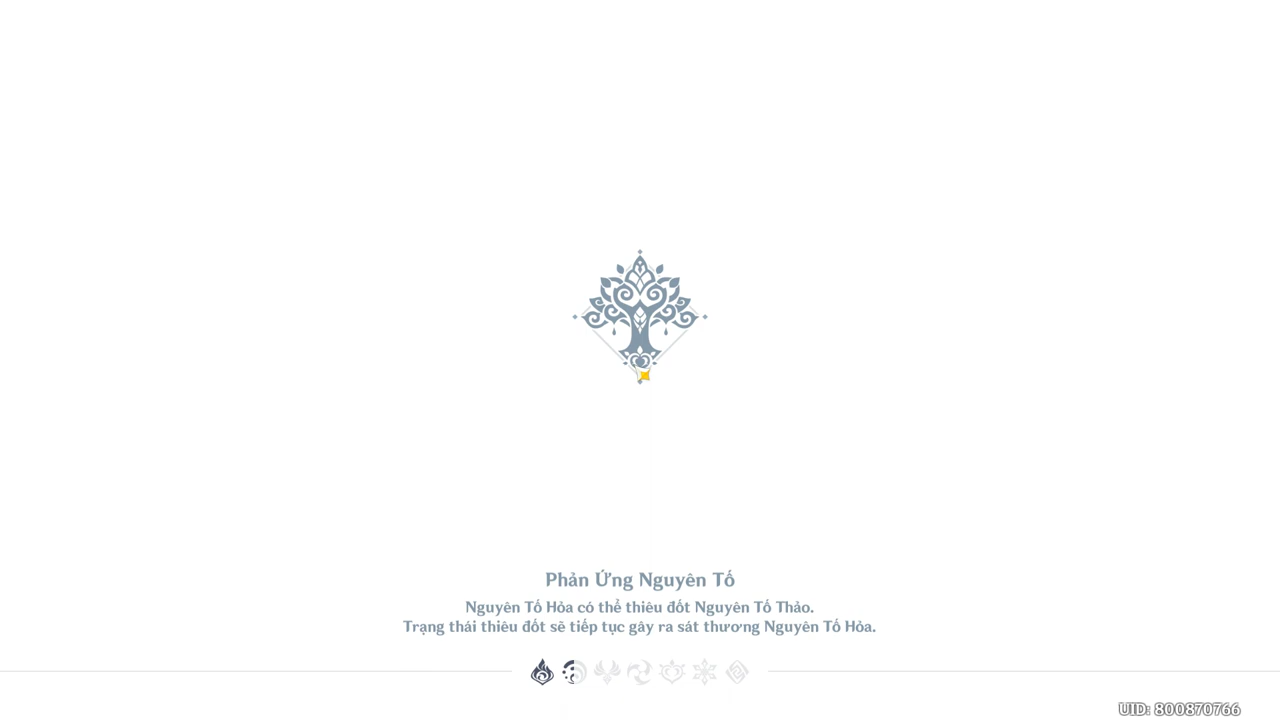 Phản Ứng Nguyên Tố
Nguyên Tố Hỏa có thể thiêu đốt Nguyên Tố Thảo.
Trạng thái thiêu đốt sẽ tiếp tục gây ra sát thương Nguyên Tố Hỏa.
UID: 800870766